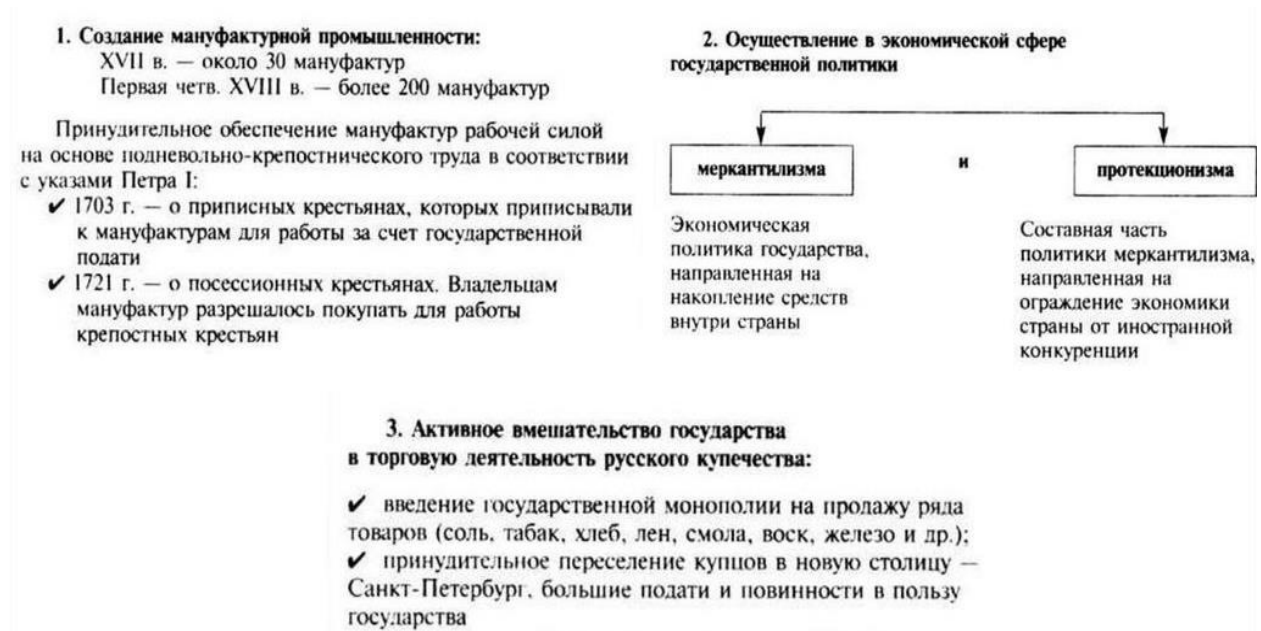 1. Создание мануфактурной промышленности:
XVII в. — около 30 мануфактур
Первая четв. XVIII в. — более 200 мануфактур
Принудительное обеспечение мануфактур рабочей силой
на основе подневольно-крепостнического труда в соответствии
с указами Петра I:
✔ 1703 г. — о приписных крестьянах, которых приписывали
к мануфактурам для работы за счет государственной
подати
✔ 1721 г. — о посессионных крестьянах. Владельцам
мануфактур разрешалось покупать для работы
крепостных крестьян
2. Осуществление в экономической сфере
государственной политики
меркантилизма
и
протекционизма
Экономическая
политика государства,
направленная на
накопление средств
внутри страны
Составная часть
политики меркантилизма,
направленная на
ограждение экономики
страны от иностранной
конкуренции
3. Активное вмешательство государства
в торговую деятельность русского купечества:
✔ введение государственной монополии на продажу ряда
товаров (соль, табак, хлеб, лен, смола, воск, железо и др.);
✔ принудительное переселение купцов в новую столицу —
Санкт-Петербург, большие подати и повинности в пользу
государства